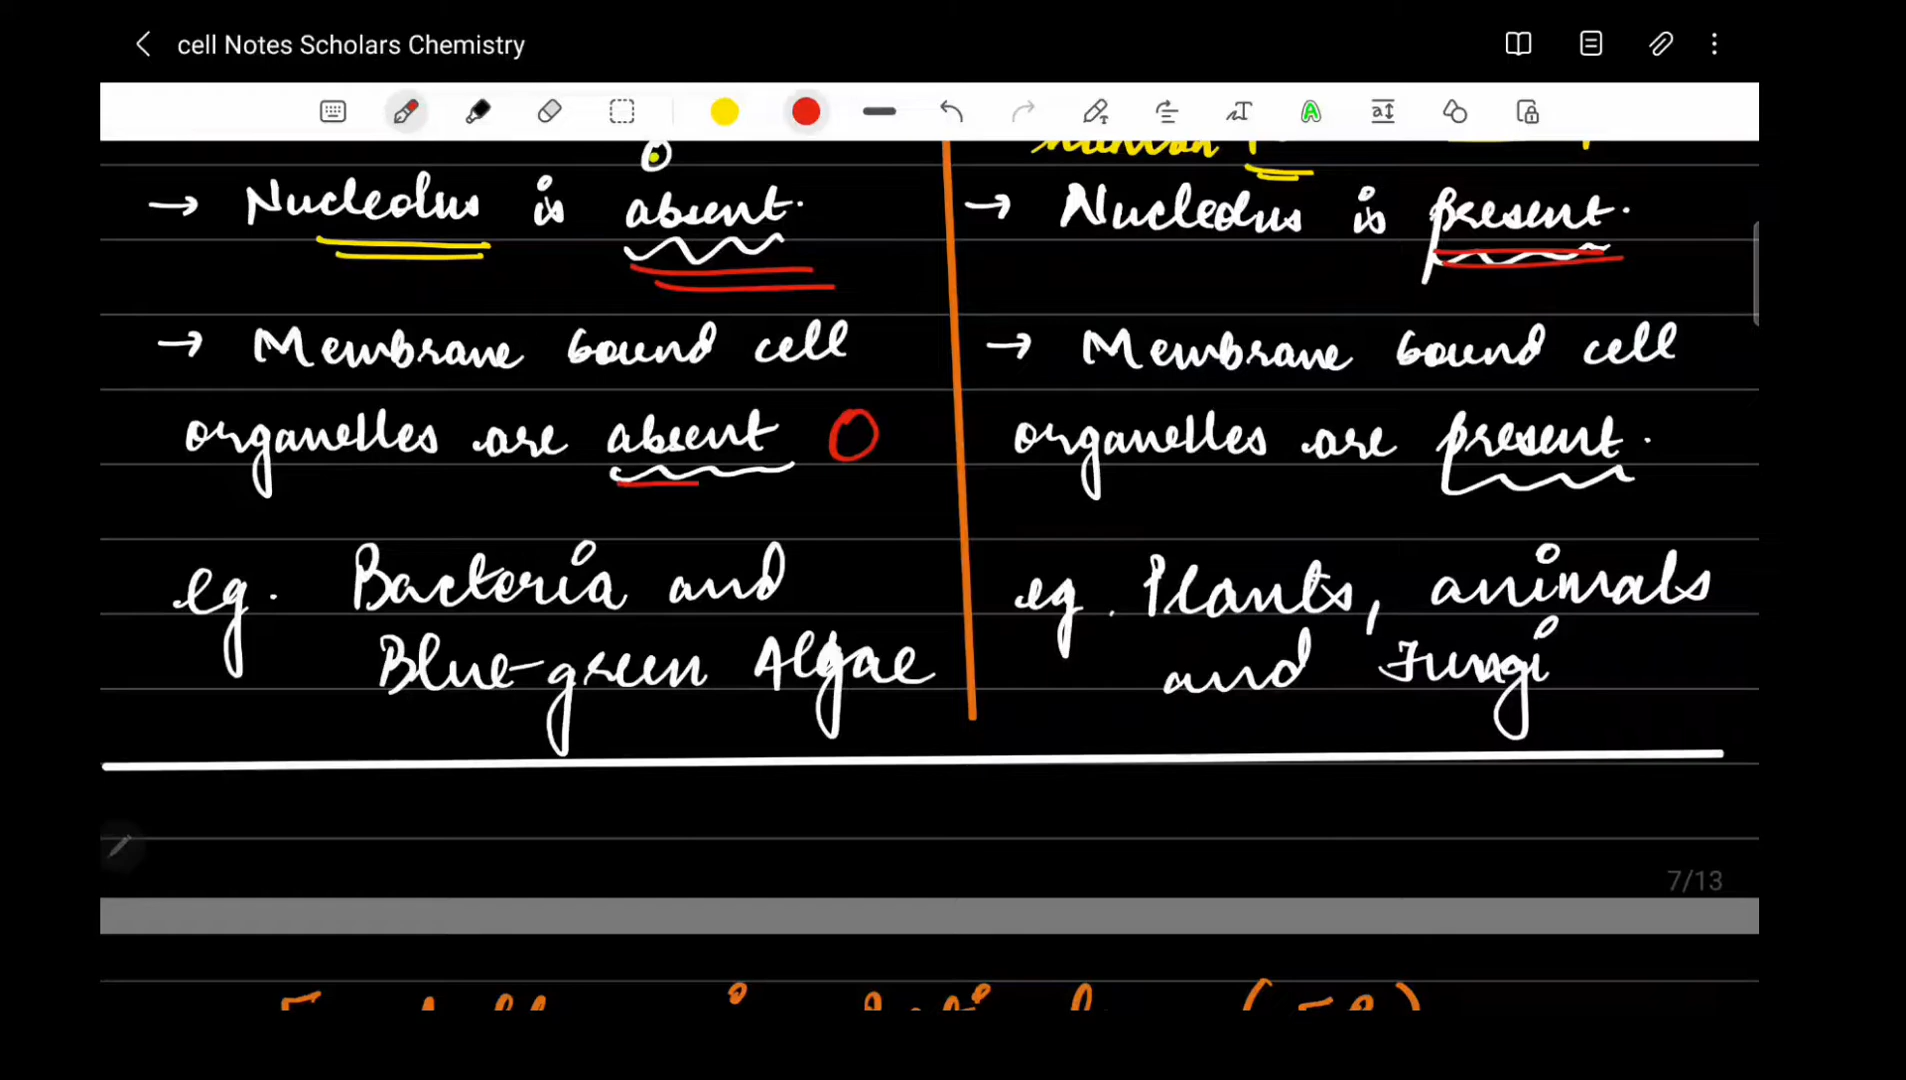 cell Notes Scholars Chemistry
→ Nucleolus is absent.
→ Membrane bound cell
organelles are absent
eg. Bacteria and
Blue-green Algae
→ Nucleolus is present.
→ Membrane bound cell
organelles are present.
eg. Plants, animals
and Fungi
7/13